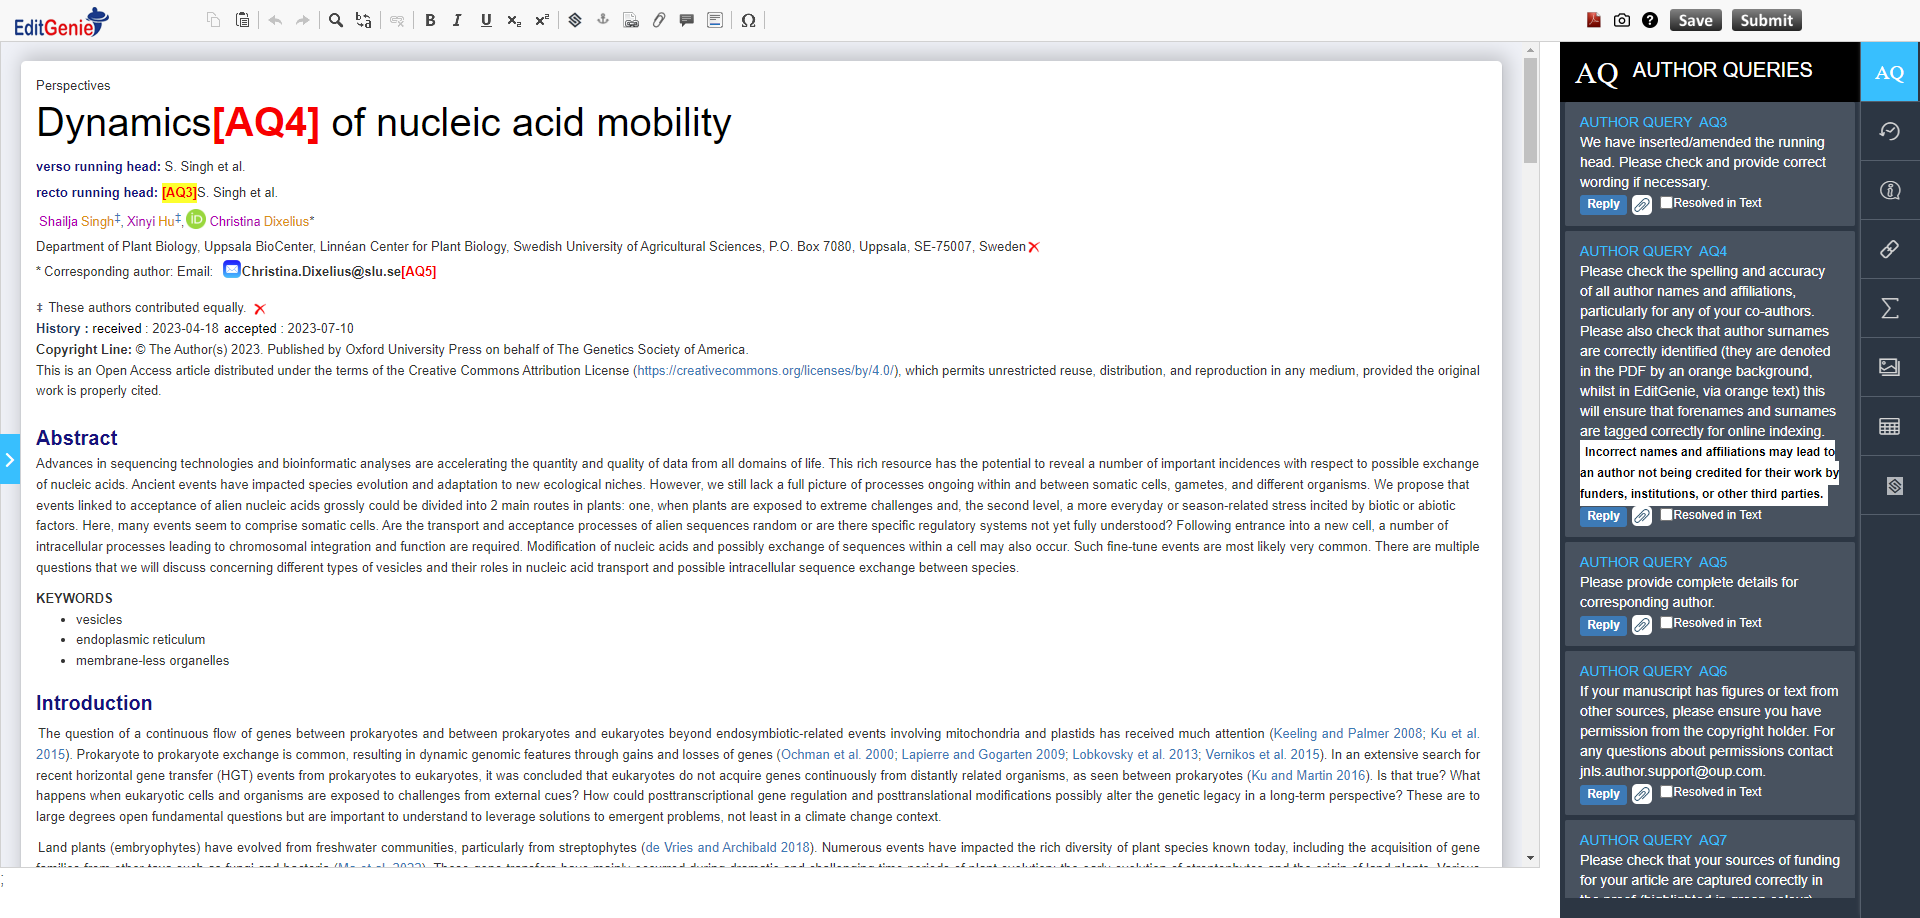 EditGenie
B I U x₂ x² Ω
Save Submit
Perspectives
Dynamics[AQ4] of nucleic acid mobility
verso running head: S. Singh et al.
recto running head: [AQ3]S. Singh et al.
Shailja Singh‡, Xinyi Hu‡, iD Christina Dixelius*
Department of Plant Biology, Uppsala BioCenter, Linnéan Center for Plant Biology, Swedish University of Agricultural Sciences, P.O. Box 7080, Uppsala, SE-75007, Sweden
* Corresponding author: Email: Christina.Dixelius@slu.se[AQ5]
‡ These authors contributed equally.
History : received : 2023-04-18 accepted : 2023-07-10
Copyright Line: © The Author(s) 2023. Published by Oxford University Press on behalf of The Genetics Society of America.
This is an Open Access article distributed under the terms of the Creative Commons Attribution License (https://creativecommons.org/licenses/by/4.0/), which permits unrestricted reuse, distribution, and reproduction in any medium, provided the original
work is properly cited.
Abstract
Advances in sequencing technologies and bioinformatic analyses are accelerating the quantity and quality of data from all domains of life. This rich resource has the potential to reveal a number of important incidences with respect to possible exchange
of nucleic acids. Ancient events have impacted species evolution and adaptation to new ecological niches. However, we still lack a full picture of processes ongoing within and between somatic cells, gametes, and different organisms. We propose that
events linked to acceptance of alien nucleic acids grossly could be divided into 2 main routes in plants: one, when plants are exposed to extreme challenges and, the second level, a more everyday or season-related stress incited by biotic or abiotic
factors. Here, many events seem to comprise somatic cells. Are the transport and acceptance processes of alien sequences random or are there specific regulatory systems not yet fully understood? Following entrance into a new cell, a number of
intracellular processes leading to chromosomal integration and function are required. Modification of nucleic acids and possibly exchange of sequences within a cell may also occur. Such fine-tune events are most likely very common. There are multiple
questions that we will discuss concerning different types of vesicles and their roles in nucleic acid transport and possible intracellular sequence exchange between species.
KEYWORDS
• vesicles
• endoplasmic reticulum
• membrane-less organelles
Introduction
The question of a continuous flow of genes between prokaryotes and between prokaryotes and eukaryotes beyond endosymbiotic-related events involving mitochondria and plastids has received much attention (Keeling and Palmer 2008; Ku et al.
2015). Prokaryote to prokaryote exchange is common, resulting in dynamic genomic features through gains and losses of genes (Ochman et al. 2000; Lapierre and Gogarten 2009; Lobkovsky et al. 2013; Vernikos et al. 2015). In an extensive search for
recent horizontal gene transfer (HGT) events from prokaryotes to eukaryotes, it was concluded that eukaryotes do not acquire genes continuously from distantly related organisms, as seen between prokaryotes (Ku and Martin 2016). Is that true? What
happens when eukaryotic cells and organisms are exposed to challenges from external cues? How could posttranscriptional gene regulation and posttranslational modifications possibly alter the genetic legacy in a long-term perspective? These are to
large degrees open fundamental questions but are important to understand to leverage solutions to emergent problems, not least in a climate change context.
Land plants (embryophytes) have evolved from freshwater communities, particularly from streptophytes (de Vries and Archibald 2018). Numerous events have impacted the rich diversity of plant species known today, including the acquisition of gene
;
AQ AUTHOR QUERIES
AQ
AUTHOR QUERY AQ3
We have inserted/amended the running
head. Please check and provide correct
wording if necessary.
Reply Resolved in Text
AUTHOR QUERY AQ4
Please check the spelling and accuracy
of all author names and affiliations,
particularly for any of your co-authors.
Please also check that author surnames
are correctly identified (they are denoted
in the PDF by an orange background,
whilst in EditGenie, via orange text) this
will ensure that forenames and surnames
are tagged correctly for online indexing.
Incorrect names and affiliations may lead to
an author not being credited for their work by
funders, institutions, or other third parties.
Reply Resolved in Text
AUTHOR QUERY AQ5
Please provide complete details for
corresponding author.
Reply Resolved in Text
AUTHOR QUERY AQ6
If your manuscript has figures or text from
other sources, please ensure you have
permission from the copyright holder. For
any questions about permissions contact
jnls.author.support@oup.com.
Reply Resolved in Text
AUTHOR QUERY AQ7
Please check that your sources of funding
for your article are captured correctly in